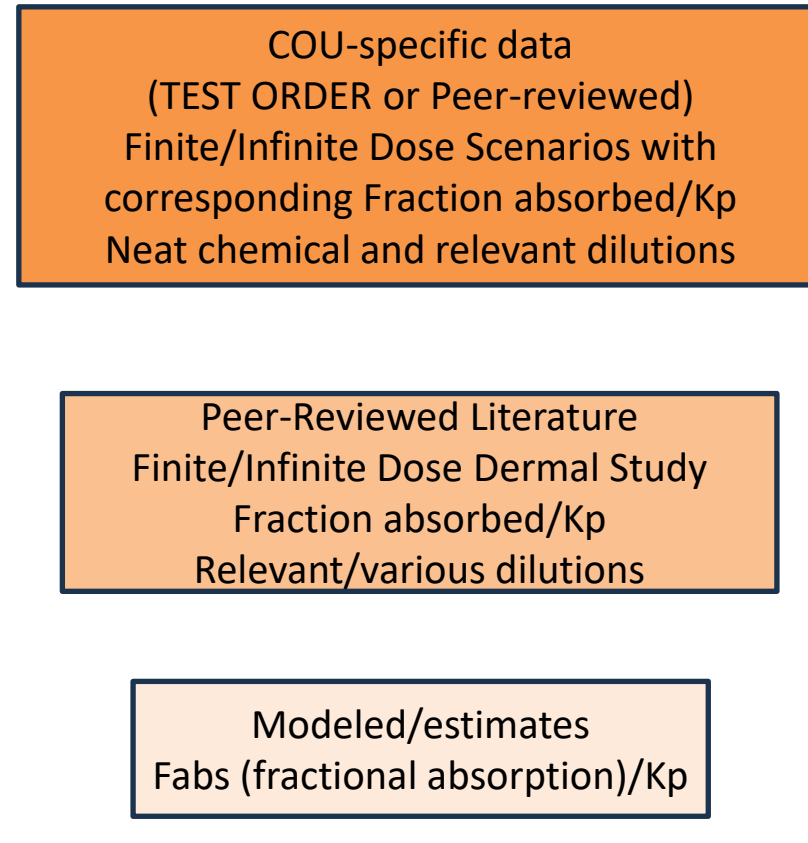 COU-specific data
(TEST ORDER or Peer-reviewed)
Finite/Infinite Dose Scenarios with
corresponding Fraction absorbed/Kp
Neat chemical and relevant dilutions
Peer-Reviewed Literature
Finite/Infinite Dose Dermal Study
Fraction absorbed/Kp
Relevant/various dilutions
Modeled/estimates
Fabs (fractional absorption)/Kp